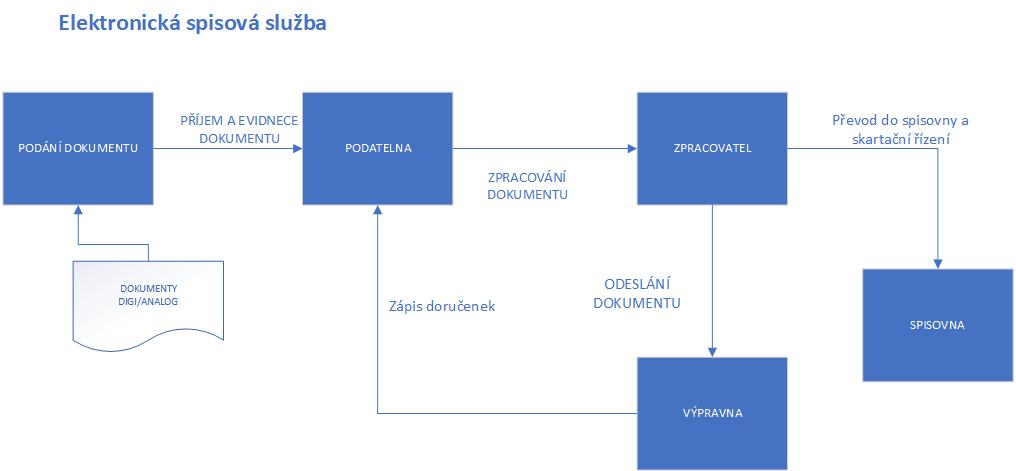 Elektronická spisová služba
PODÁNÍ DOKUMENTU
PŘÍJEM A EVIDNECE
DOKUMENTU
PODATELNA
ZPRACOVÁNÍ
DOKUMENTU
ZPRACOVATEL
Převod do spisovny a
skartační řízení
DOKUMENTY
DIGI/ANALOG
Zápis doručenek
ODESLÁNÍ
DOKUMENTU
SPISOVNA
VÝPRAVNA